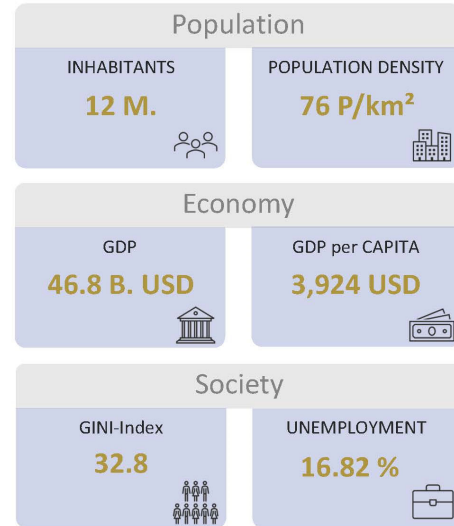 Population
INHABITANTS
12 M.
POPULATION DENSITY
76 P/km²
Economy
GDP
46.8 B. USD
GDP per CAPITA
3,924 USD
Society
GINI-Index
32.8
UNEMPLOYMENT
16.82 %